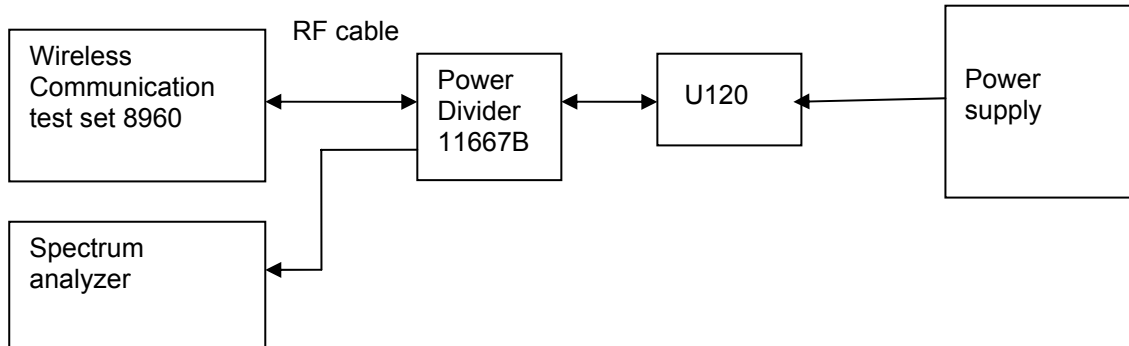 RF cable
Wireless
Communication
test set 8960
Power
Divider
11667B
U120
Power
supply
Spectrum
analyzer